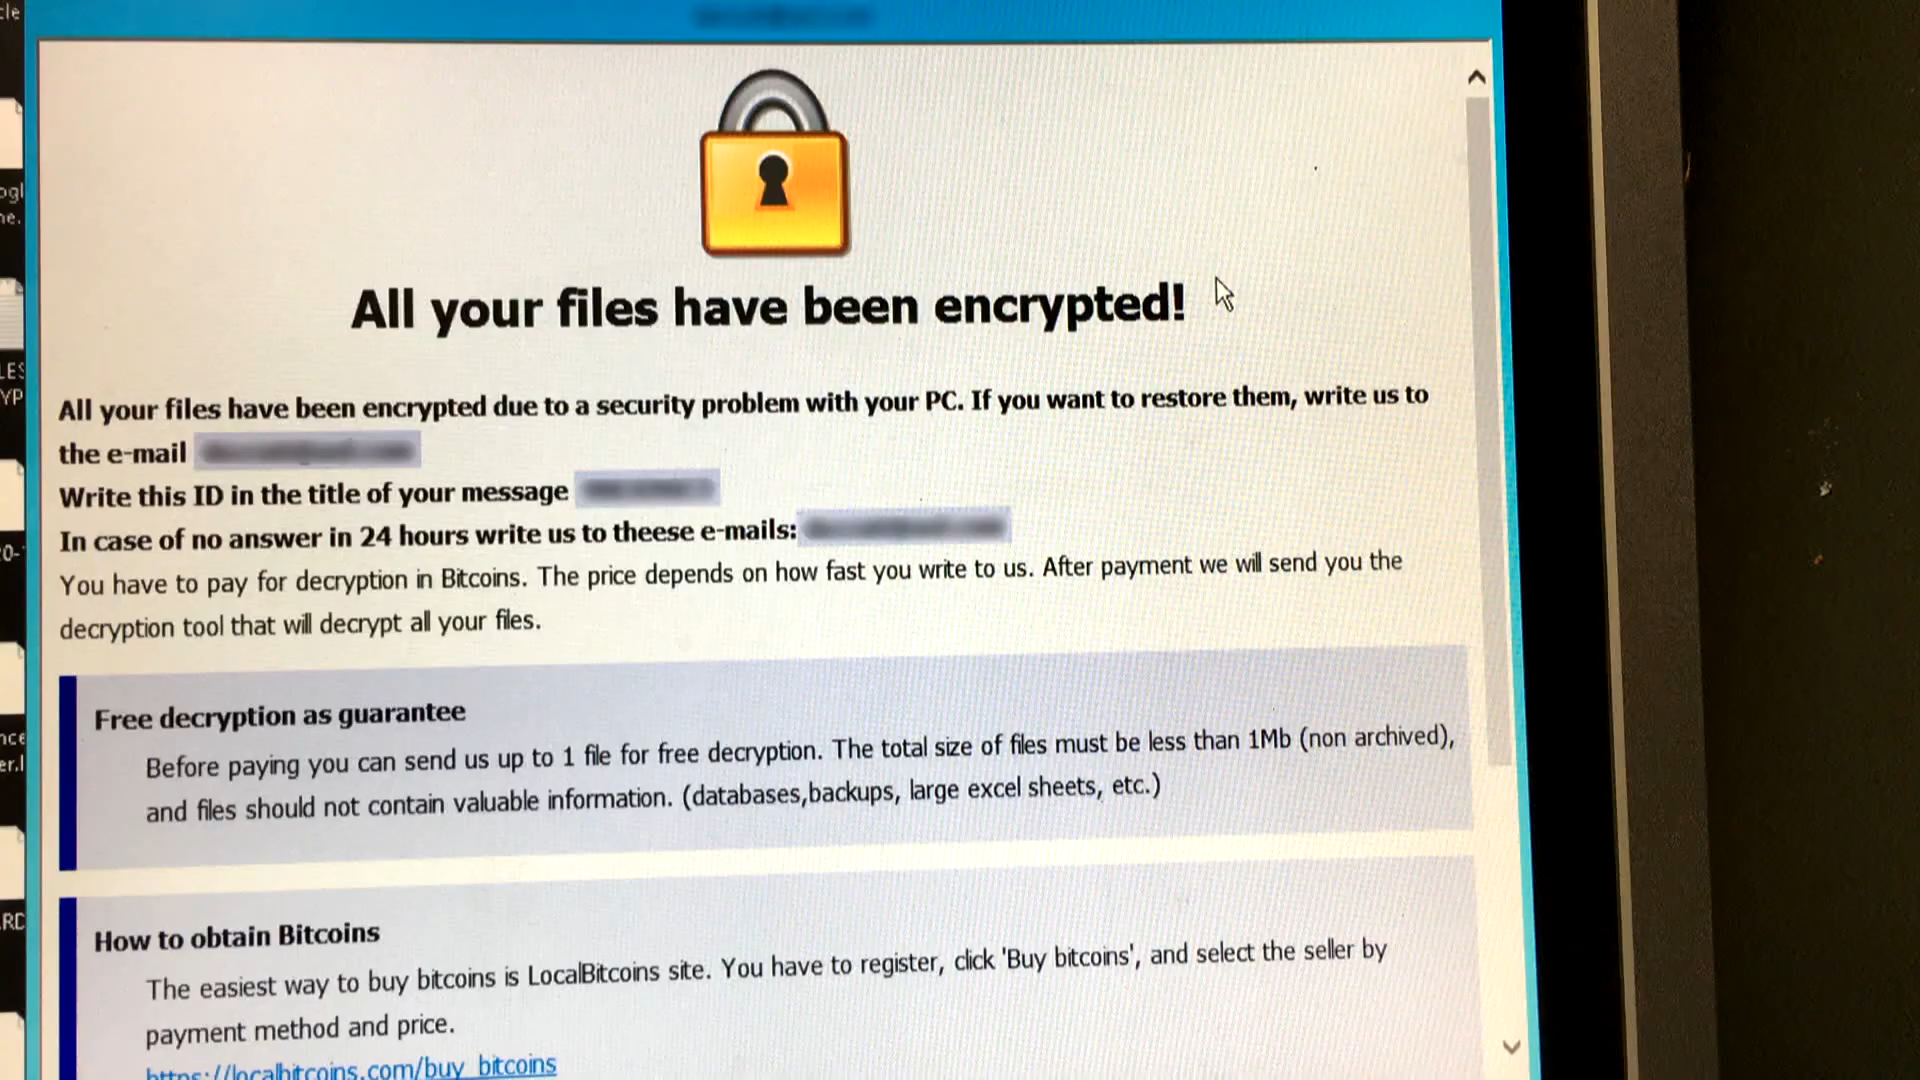 All your files have been encrypted!
All your files have been encrypted due to a security problem with your PC. If you want to restore them, write us to
the e-mail
Write this ID in the title of your message
In case of no answer in 24 hours write us to theese e-mails:
You have to pay for decryption in Bitcoins. The price depends on how fast you write to us. After payment we will send you the
decryption tool that will decrypt all your files.
Free decryption as guarantee
Before paying you can send us up to 1 file for free decryption. The total size of files must be less than 1Mb (non archived),
and files should not contain valuable information. (databases,backups, large excel sheets, etc.)
How to obtain Bitcoins
The easiest way to buy bitcoins is LocalBitcoins site. You have to register, click 'Buy bitcoins', and select the seller by
payment method and price.
https://localbitcoins.com/buy_bitcoins